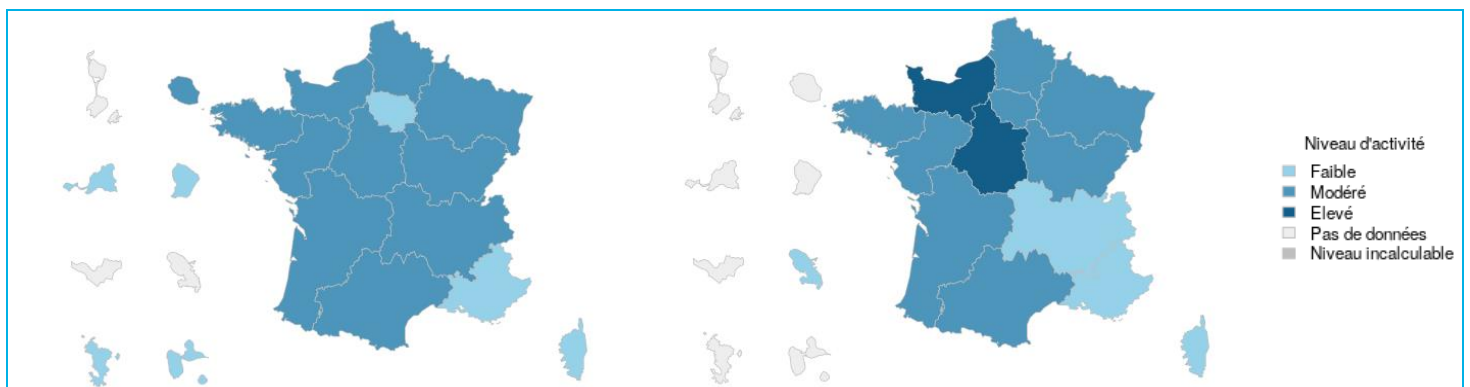 Niveau d'activité
Faible
Modéré
Elevé
Pas de données
Niveau incalculable